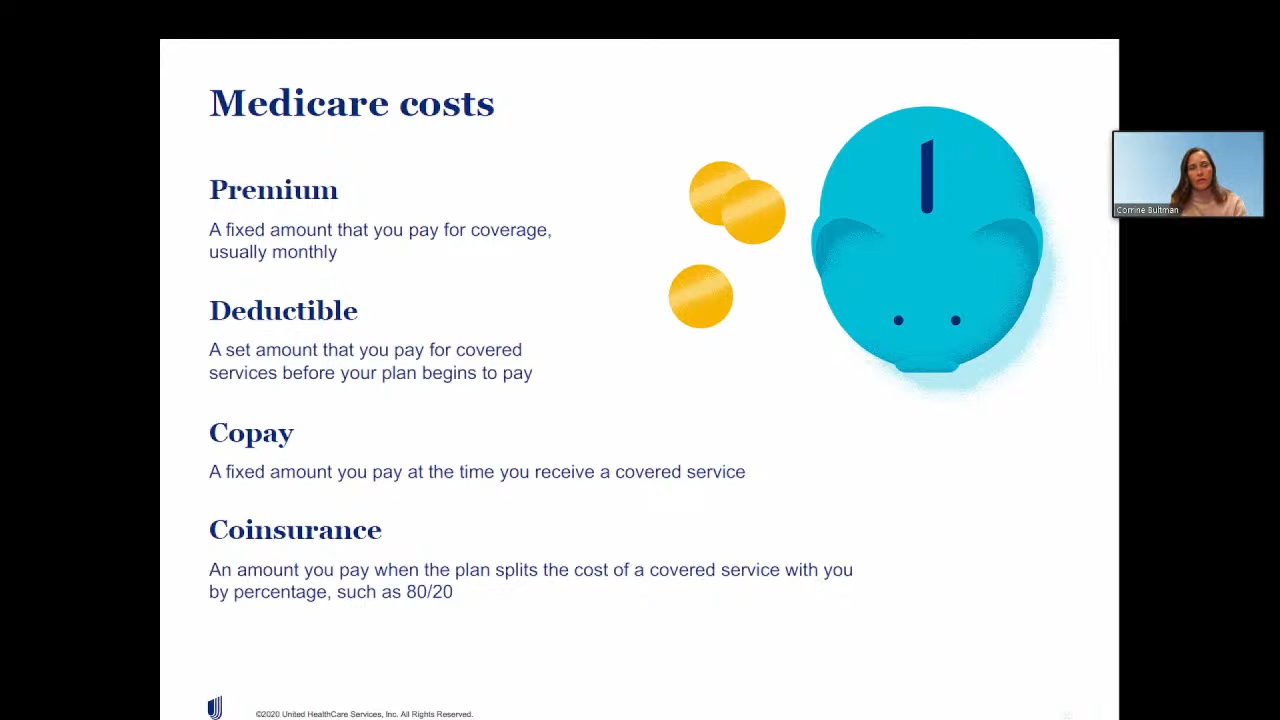 Medicare costs
Premium
A fixed amount that you pay for coverage,
usually monthly
Deductible
A set amount that you pay for covered
services before your plan begins to pay
Copay
A fixed amount you pay at the time you receive a covered service
Coinsurance
An amount you pay when the plan splits the cost of a covered service with you
by percentage, such as 80/20
©2020 United HealthCare Services, Inc. All Rights Reserved.
Corrine Bultman